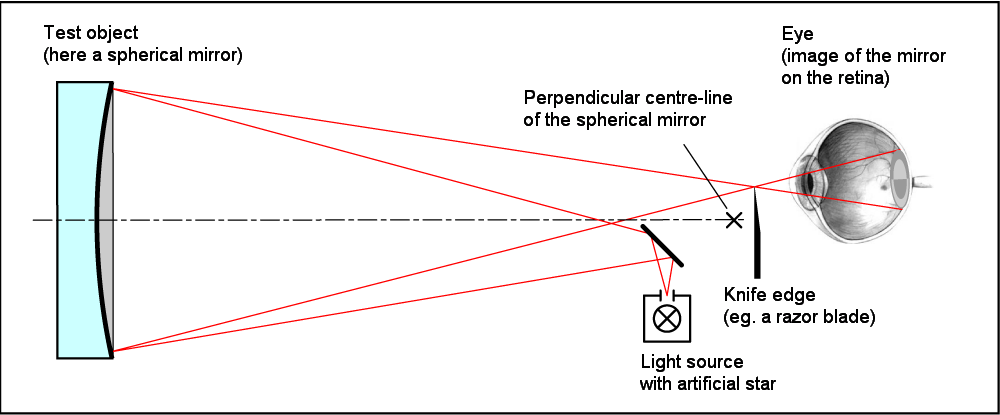 Test object
(here a spherical mirror)
Eye
(image of the mirror
on the retina)
Perpendicular centre-line
of the spherical mirror
Knife edge
(eg. a razor blade)
Light source
with artificial star